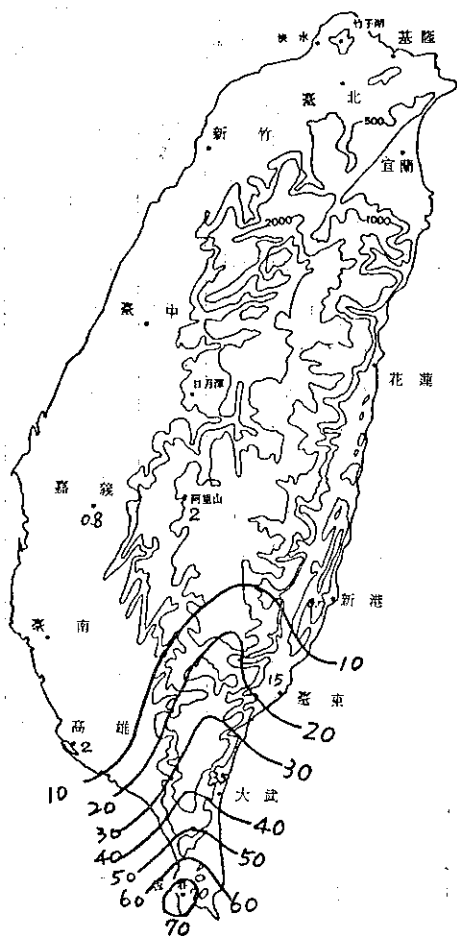 竹子湖
淡水
基隆
臺北
500
新竹
宜蘭
2000
1000
臺中
日月潭
花蓮
嘉義
0.8
阿里山
2
新港
臺南
10
15
臺東
20
高雄
2
30
10
大武
20
30
40
40
50
50
60
60
70
70